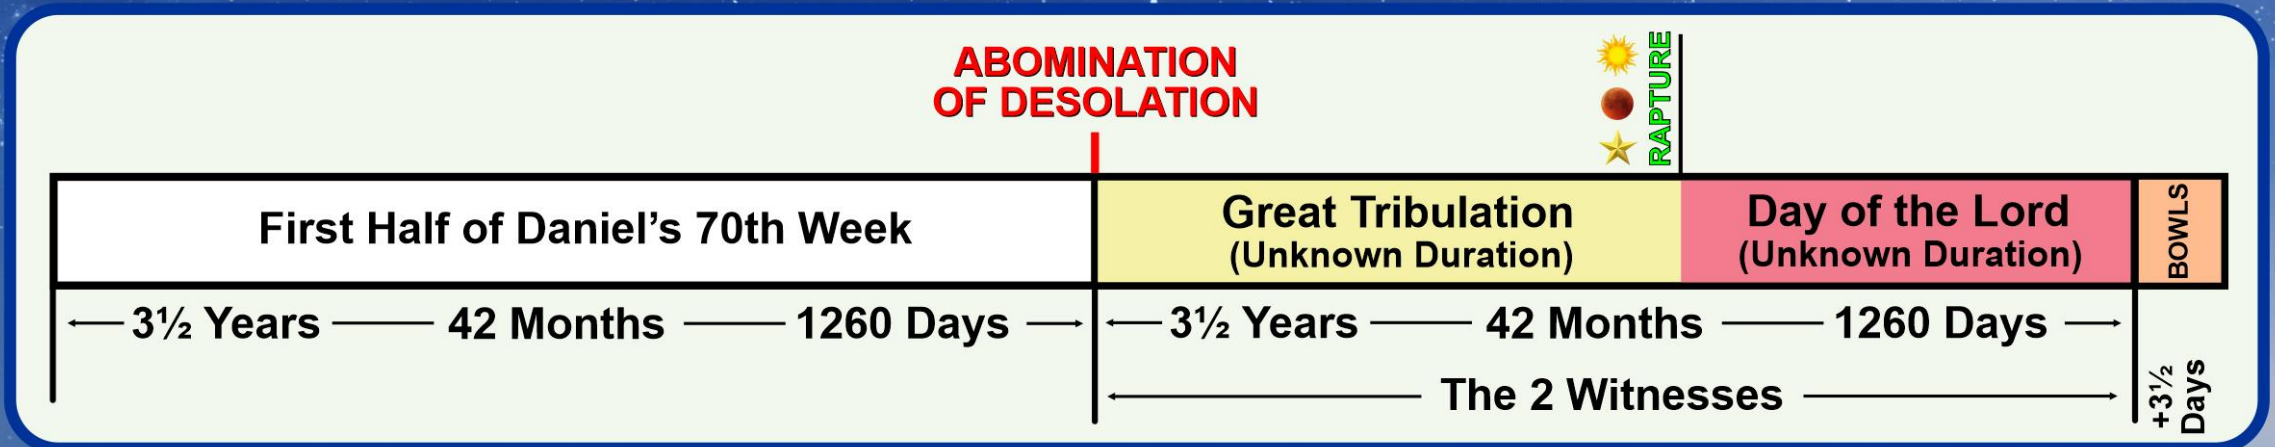 ABOMINATION
OF DESOLATION
RAPTURE
First Half of Daniel’s 70th Week
Great Tribulation
(Unknown Duration)
Day of the Lord
(Unknown Duration)
BOWLS
3½ Years 42 Months 1260 Days
3½ Years 42 Months 1260 Days
The 2 Witnesses
+3½
Days